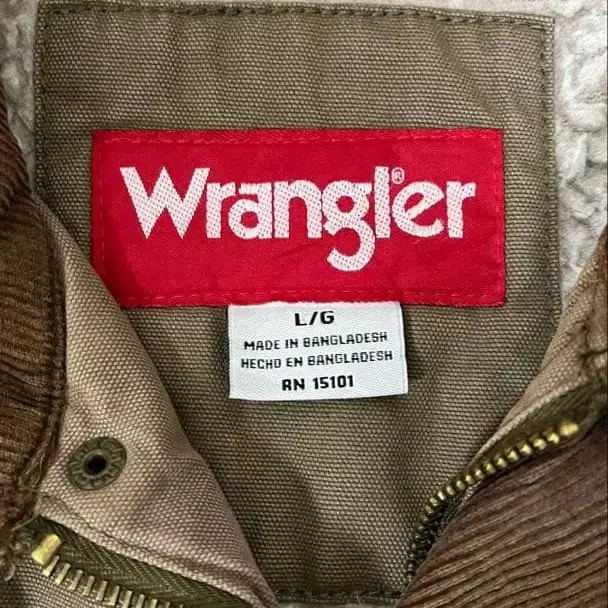 Wrangler®
L/G
MADE IN BANGLADESH
HECHO EN BANGLADESH
RN 15101